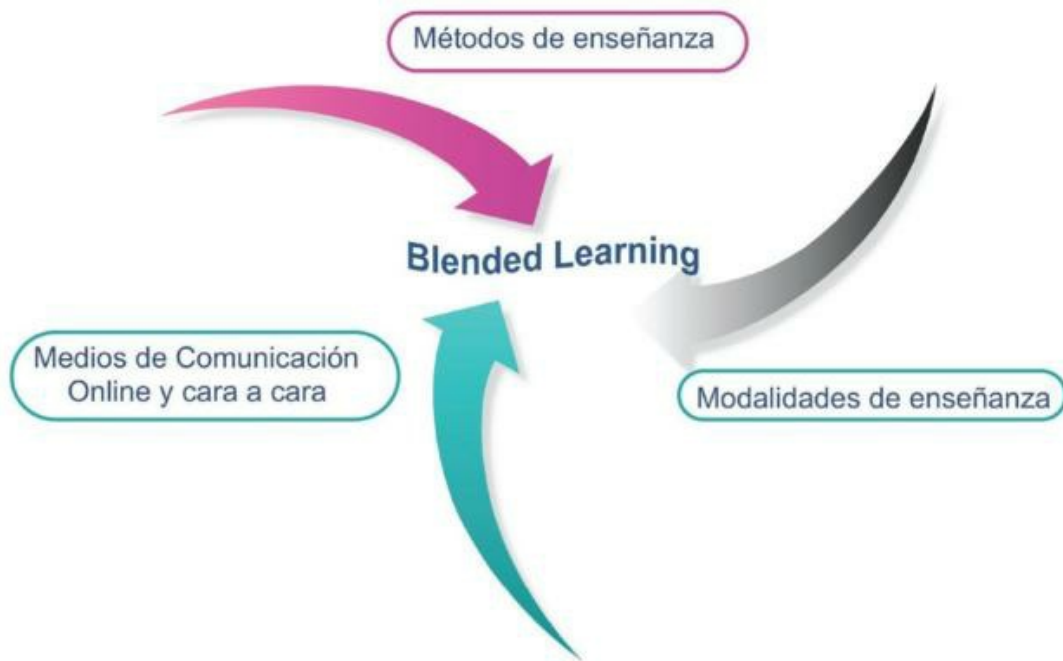 Métodos de enseñanza
Blended Learning
Medios de Comunicación
Online y cara a cara
Modalidades de enseñanza